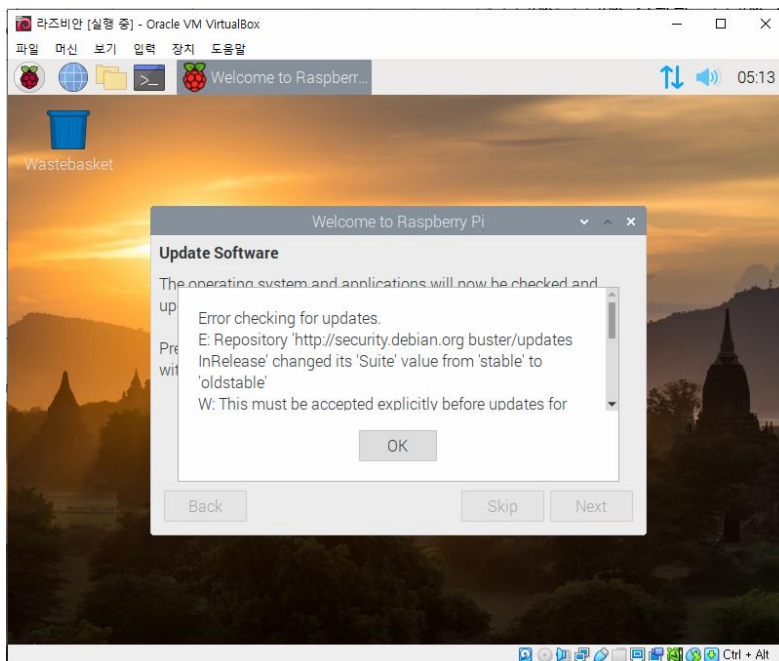 라즈비안 [실행 중] - Oracle VM VirtualBox
파일 머신 보기 입력 장치 도움말
Welcome to Raspberr...
05:13
Wastebasket
Welcome to Raspberry Pi
Update Software
The operating system and applications will now be checked and
up
Error checking for updates.
E: Repository 'http://security.debian.org buster/updates
InRelease' changed its 'Suite' value from 'stable' to
'oldstable'
W: This must be accepted explicitly before updates for
Pre
wit
OK
Back Skip Next
Ctrl + Alt